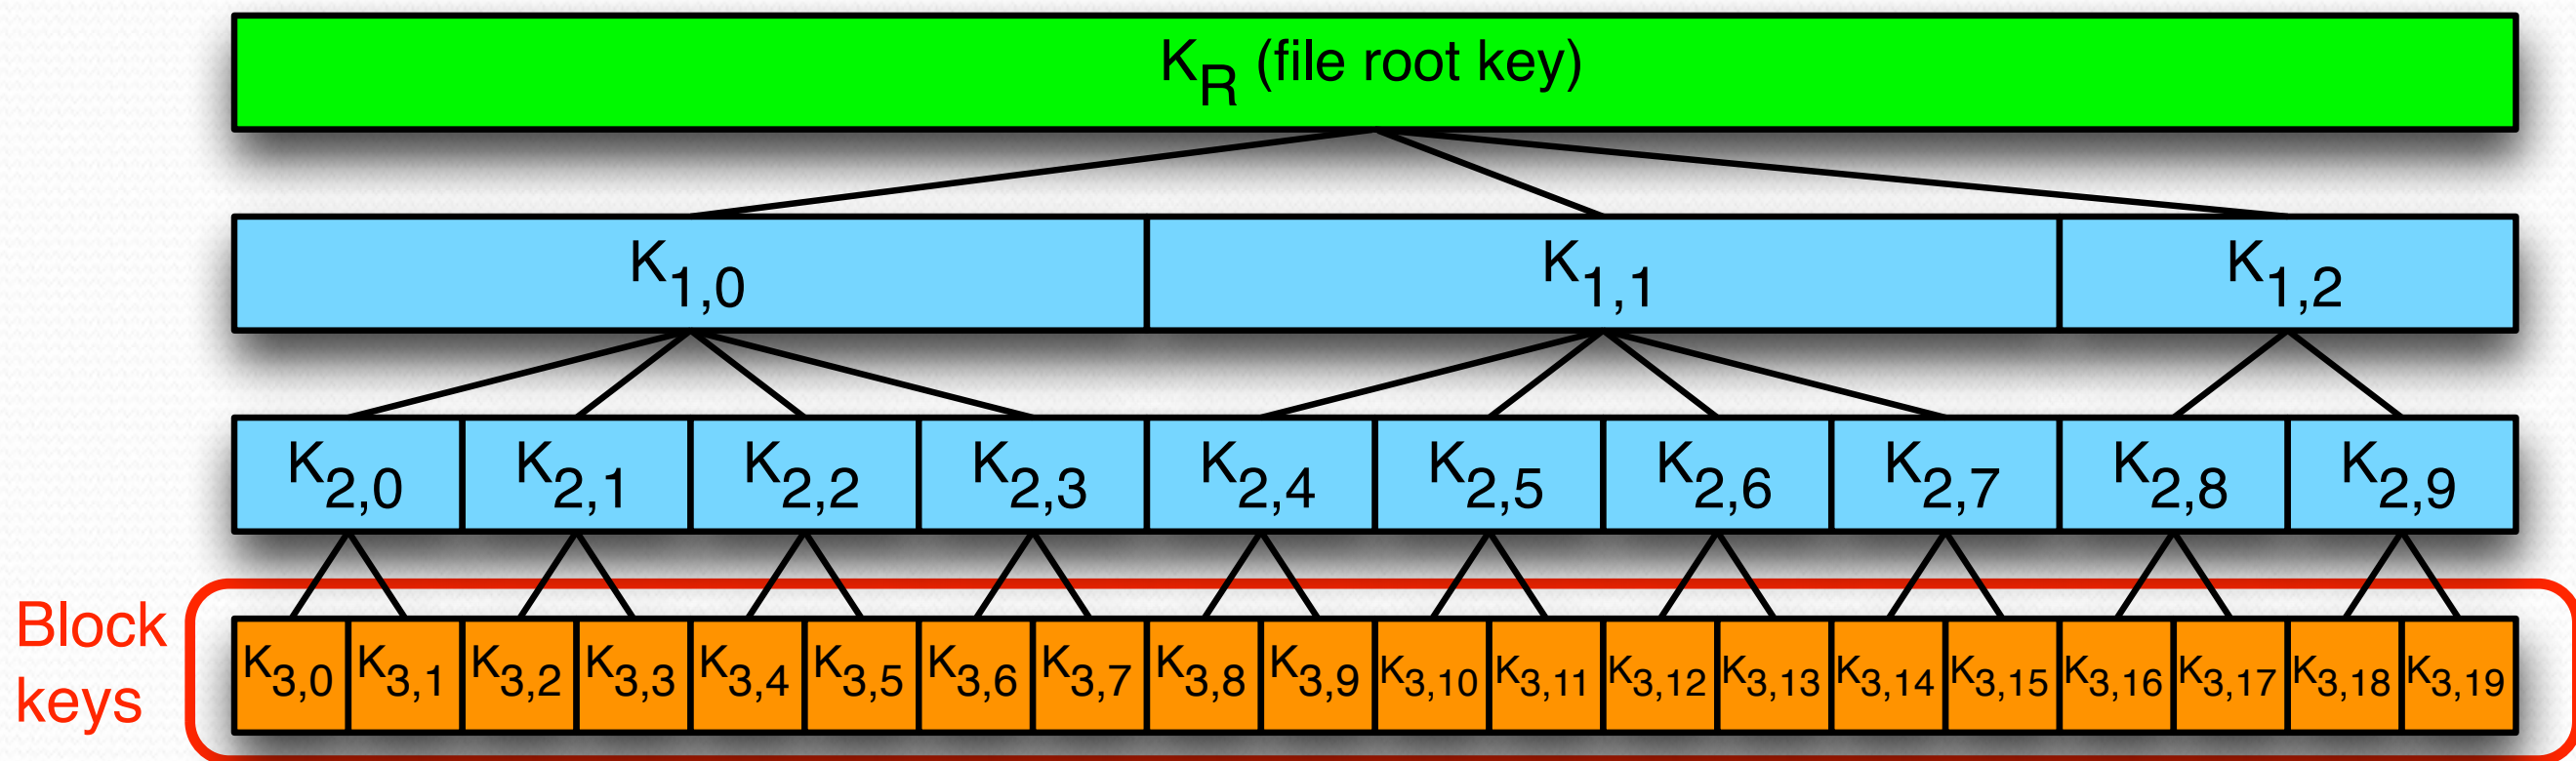 K_R (file root key)
K_1,0 K_1,1 K_1,2
K_2,0 K_2,1 K_2,2 K_2,3 K_2,4 K_2,5 K_2,6 K_2,7 K_2,8 K_2,9
Block
keys
K_3,0 K_3,1 K_3,2 K_3,3 K_3,4 K_3,5 K_3,6 K_3,7 K_3,8 K_3,9 K_3,10 K_3,11 K_3,12 K_3,13 K_3,14 K_3,15 K_3,16 K_3,17 K_3,18 K_3,19